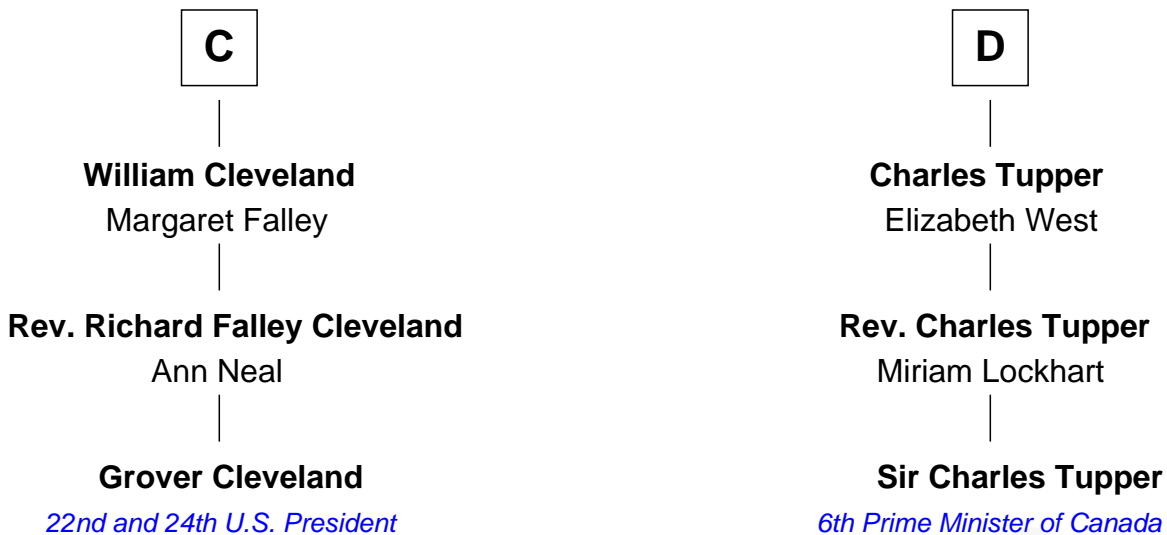 C
D
William Cleveland
Margaret Falley
Charles Tupper
Elizabeth West
Rev. Richard Falley Cleveland
Ann Neal
Rev. Charles Tupper
Miriam Lockhart
Grover Cleveland
22nd and 24th U.S. President
Sir Charles Tupper
6th Prime Minister of Canada